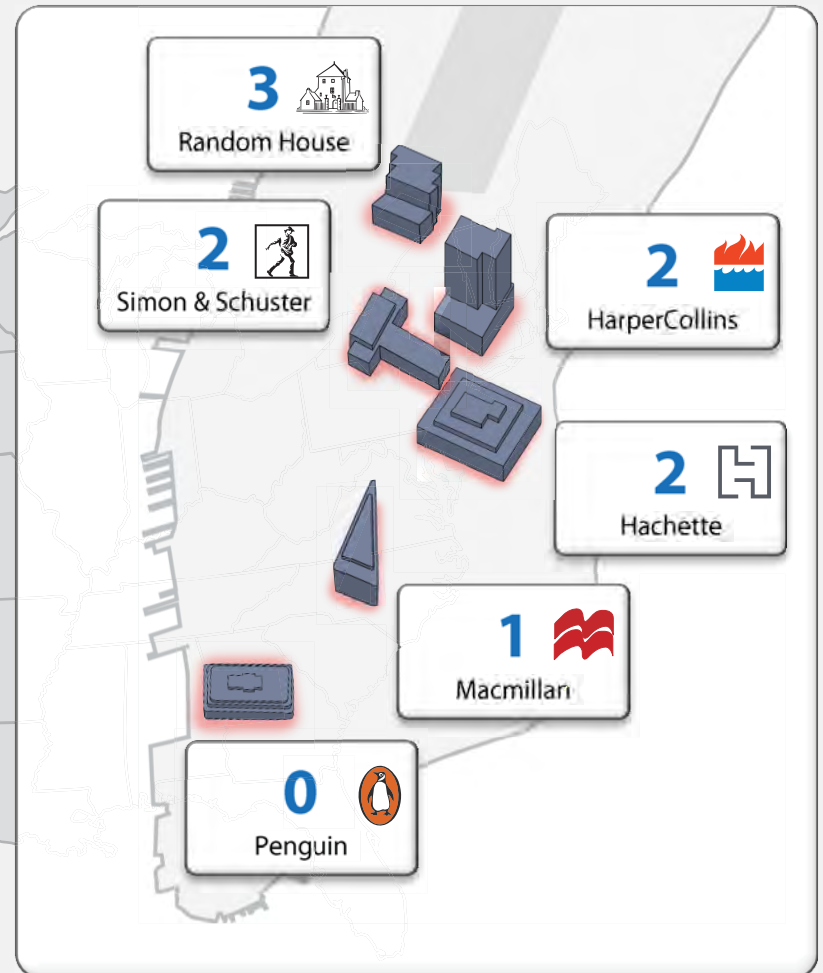 3
Random House
2
Simon & Schuster
2
HarperCollins
2
Hachette
1
Macmillan
0
Penguin